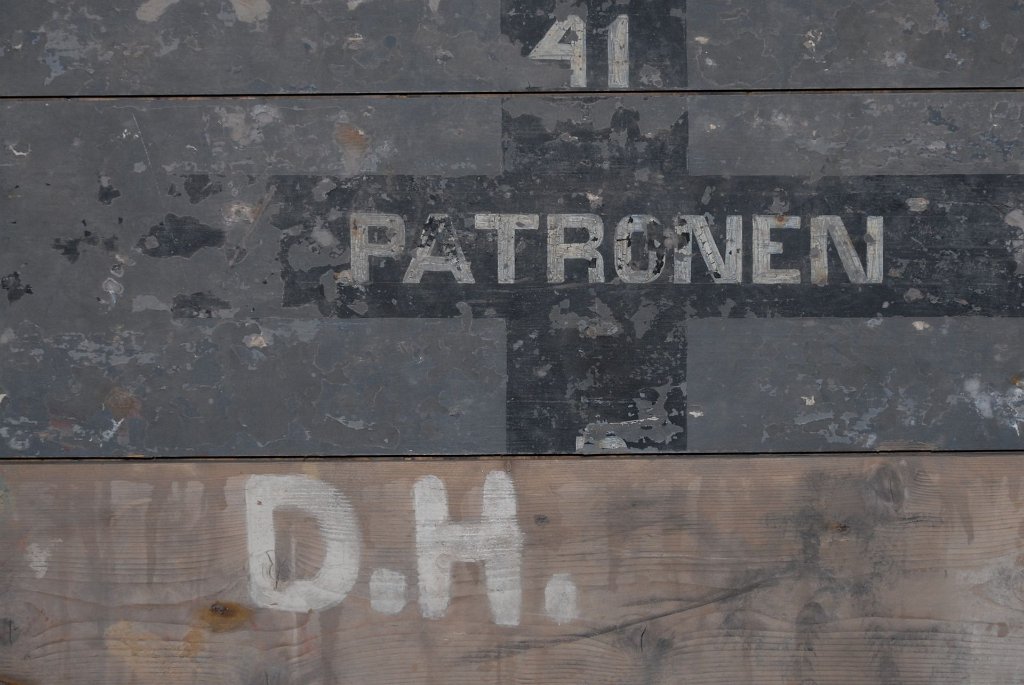 41
PATRONEN
D.H.